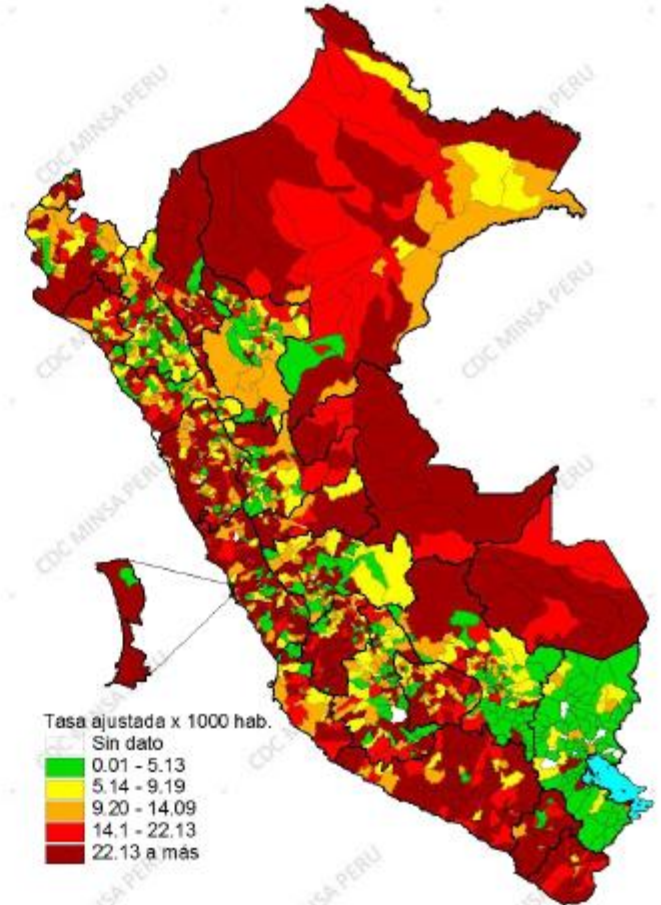 CDC MINSA PERU
CDC MINSA PERU
CDC MINSA PERU
CDC MINSA PERU
CDC MINSA PERU
CDC MINSA PERU
Tasa ajustada x 1000 hab.
Sin dato
0.01 - 5.13
5.14 - 9.19
9.20 - 14.09
14.1 - 22.13
22.13 a más